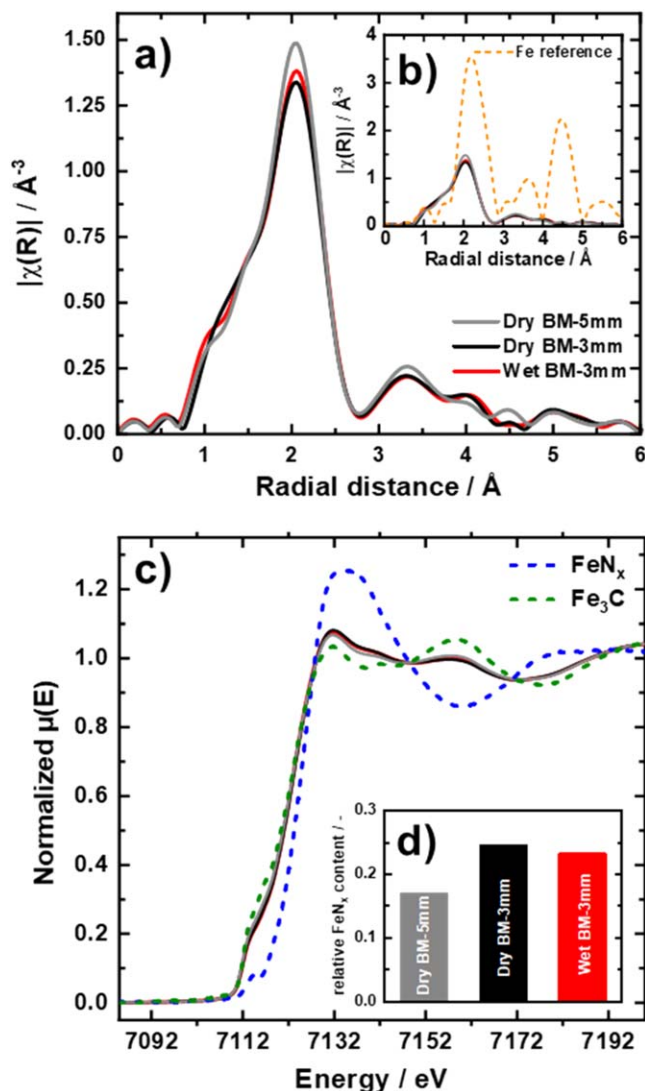 a)
1.50
1.25
1.00
0.75
0.50
0.25
0.00
|χ(R)| / Å-3
0 1 2 3 4 5 6
Radial distance / Å
Dry BM-5mm
Dry BM-3mm
Wet BM-3mm
b)
Fe reference
4
3
2
1
0
|χ(R)| / Å-3
0 1 2 3 4 5 6
Radial distance / Å
c)
FeNx
Fe3C
1.2
1.0
0.8
0.6
0.4
0.2
0.0
Normalized μ(E)
7092 7112 7132 7152 7172 7192
Energy / eV
d)
0.3
0.2
0.1
0.0
relative FeNx content / -
Dry BM-5mm
Dry BM-3mm
Wet BM-3mm